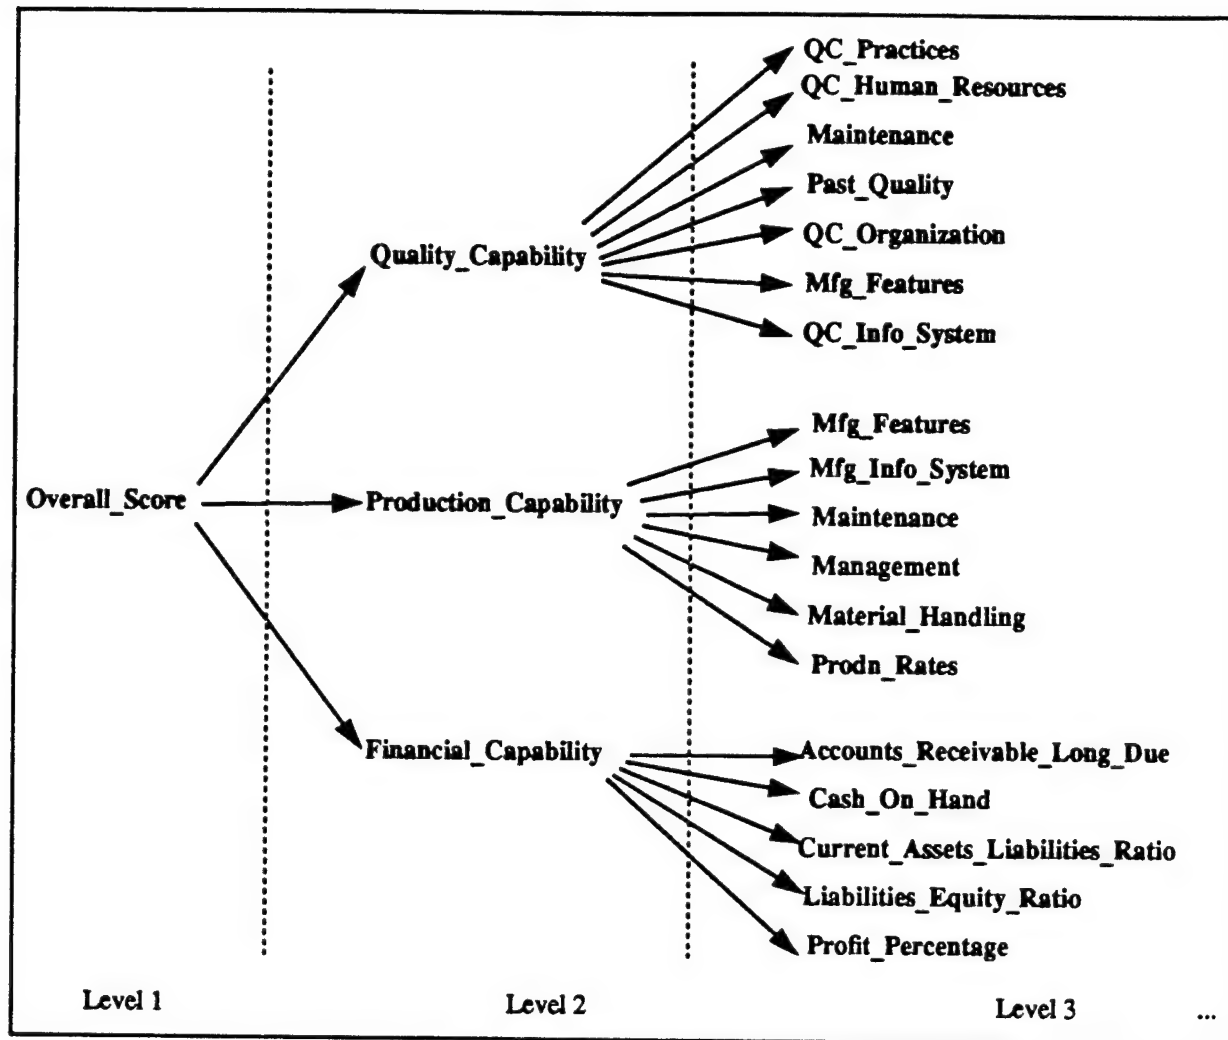 QC_Practices
QC_Human_Resources
Maintenance
Past_Quality
QC_Organization
Mfg_Features
QC_Info_System
Quality_Capability
Mfg_Features
Mfg_Info_System
Maintenance
Management
Material_Handling
Prodn_Rates
Overall_Score
Production_Capability
Accounts_Receivable_Long_Due
Cash_On_Hand
Current_Assets_Liabilities_Ratio
Liabilities_Equity_Ratio
Profit_Percentage
Financial_Capability
Level 1
Level 2
Level 3
...